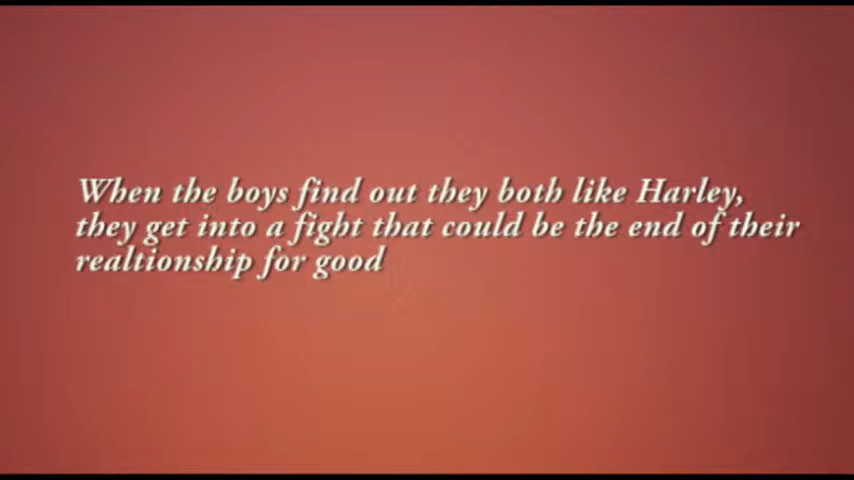 When the boys find out they both like Harley,
they get into a fight that could be the end of their
realtionship for good